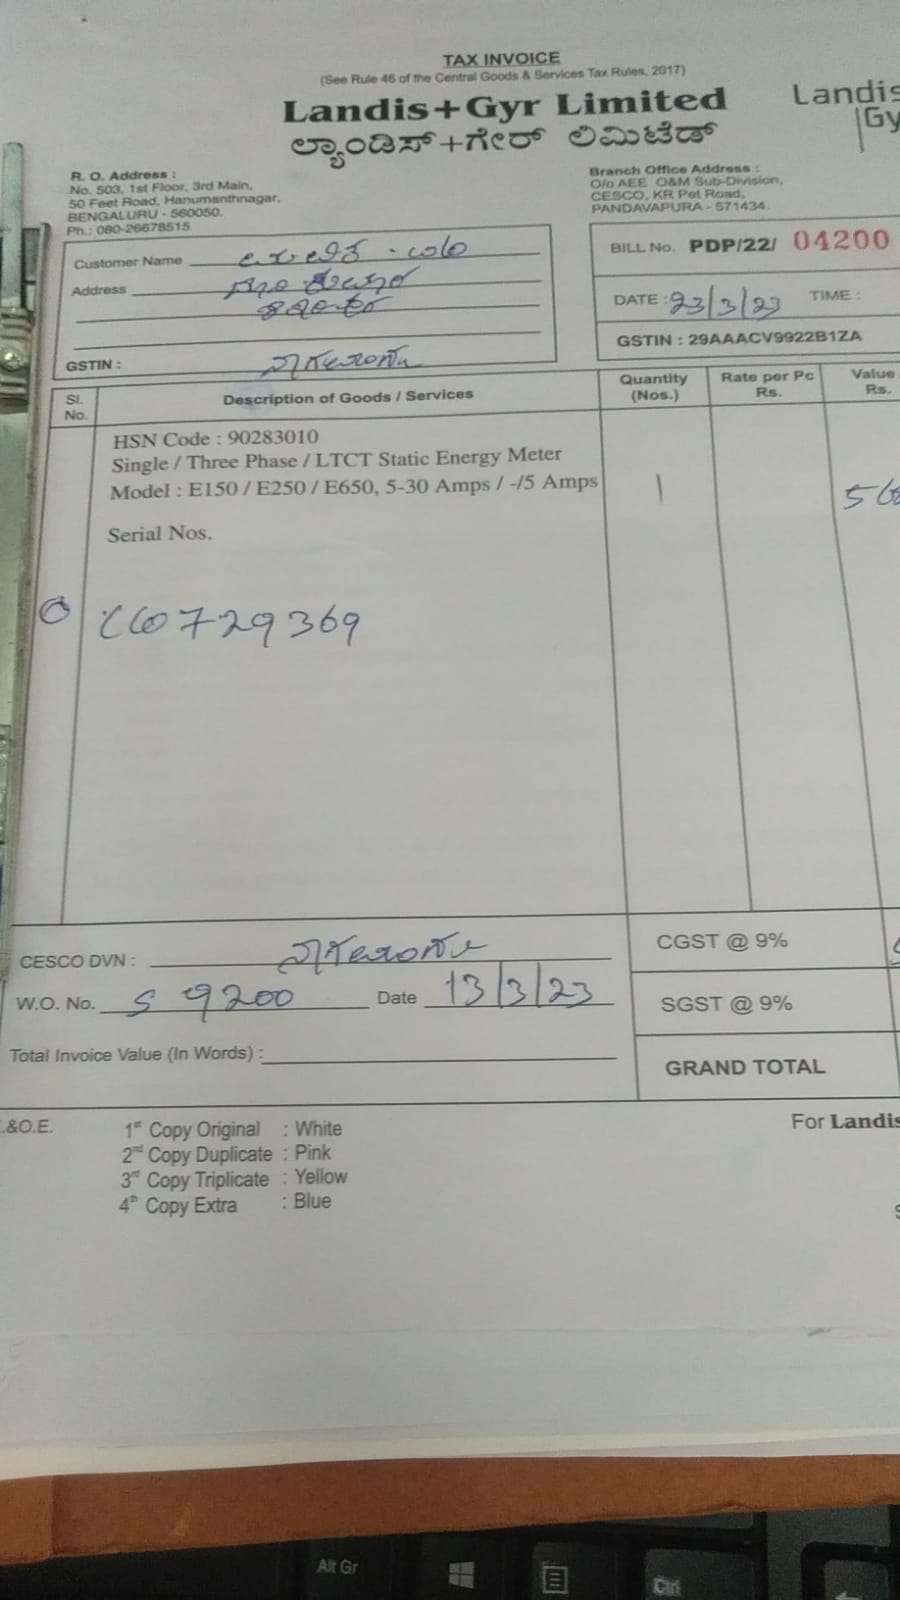 TAX INVOICE
(See Rule 46 of the Central Goods & Services Tax Rules, 2017)
Landis+Gyr Limited
ಲ್ಯಾಂಡಿಸ್+ಗೇರ್ ಲಿಮಿಟೆಡ್
Landis
Gy
R. O. Address :
No. 503, 1st Floor, 3rd Main,
50 Feet Road, Hanumanthnagar,
BENGALURU - 560050.
Ph.: 080-26678515
Branch Office Address :
O/o AEE O&M Sub-Division,
CESCO, KR Pet Road,
PANDAVAPURA - 571434.
Customer Name
Address
GSTIN :
BILL No. PDP/22/ 04200
DATE : 23/3/23 TIME :
GSTIN : 29AAACV9922B1ZA
Sl. No.
Description of Goods / Services
Quantity (Nos.)
Rate per Pc Rs.
Value Rs.
HSN Code : 90283010
Single / Three Phase / LTCT Static Energy Meter
Model : E150 / E250 / E650, 5-30 Amps / -/5 Amps
1
Serial Nos.
729369
CESCO DVN :
W.O. No. S 9200 Date 13/3/23
Total Invoice Value (In Words) :
CGST @ 9%
SGST @ 9%
GRAND TOTAL
.&O.E.
1st Copy Original : White
2nd Copy Duplicate : Pink
3rd Copy Triplicate : Yellow
4th Copy Extra : Blue
For Landis
Alt Gr
Ctrl